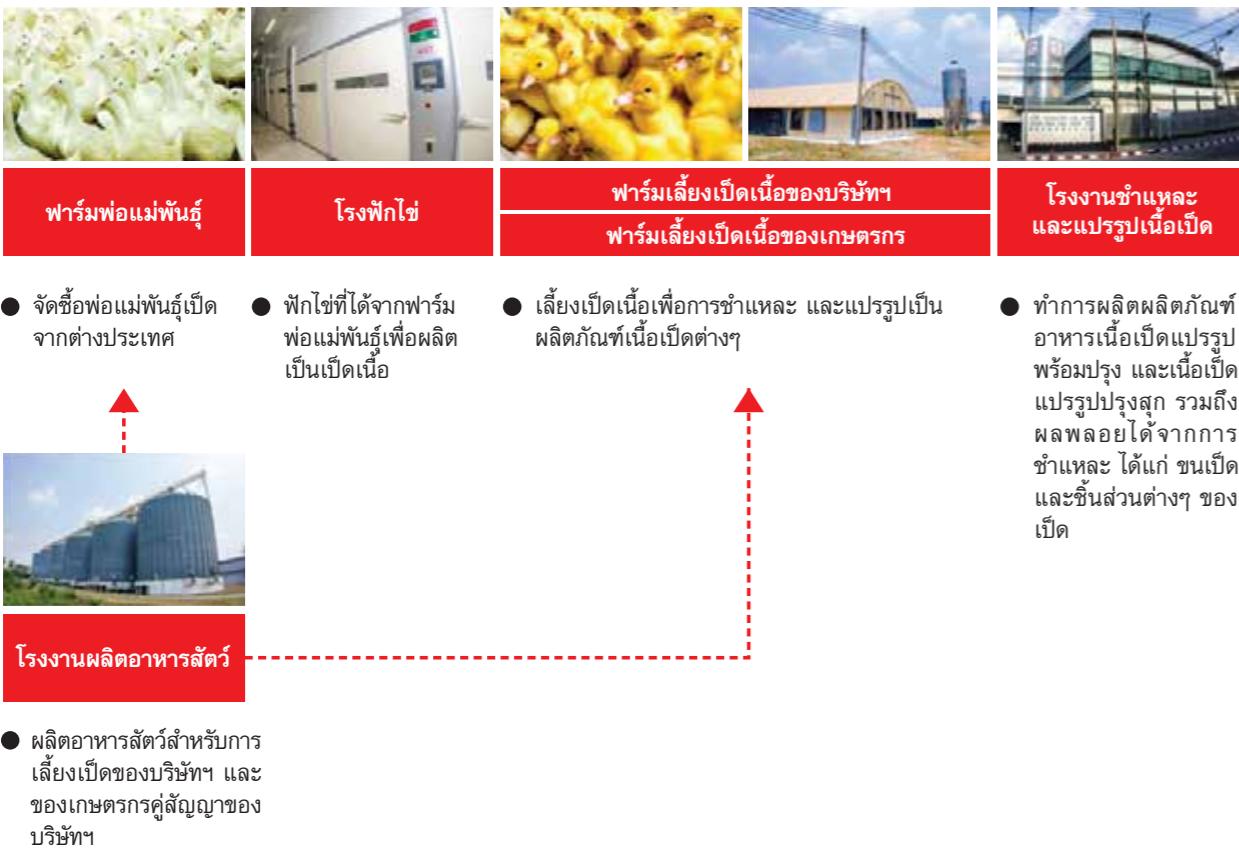 ฟาร์มพ่อแม่พันธุ์
โรงฟักไข่
ฟาร์มเลี้ยงเป็ดเนื้อของบริษัทฯ
ฟาร์มเลี้ยงเป็ดเนื้อของเกษตรกร
โรงงานชำแหละ
และแปรรูปเนื้อเป็ด
● จัดซื้อพ่อแม่พันธุ์เป็ด
จากต่างประเทศ
● ฟักไข่ที่ได้จากฟาร์ม
พ่อแม่พันธุ์เพื่อผลิต
เป็นเป็ดเนื้อ
● เลี้ยงเป็ดเนื้อเพื่อการชำแหละ และแปรรูปเป็น
ผลิตภัณฑ์เนื้อเป็ดต่างๆ
● ทำการผลิตผลิตภัณฑ์
อาหารเนื้อเป็ดแปรรูป
พร้อมปรุง และเนื้อเป็ด
แปรรูปปรุงสุก รวมถึง
ผลพลอยได้จากการ
ชำแหละ ได้แก่ ขนเป็ด
และชิ้นส่วนต่างๆ ของ
เป็ด
โรงงานผลิตอาหารสัตว์
● ผลิตอาหารสัตว์สำหรับการ
เลี้ยงเป็ดของบริษัทฯ และ
ของเกษตรกรคู่สัญญาของ
บริษัทฯ